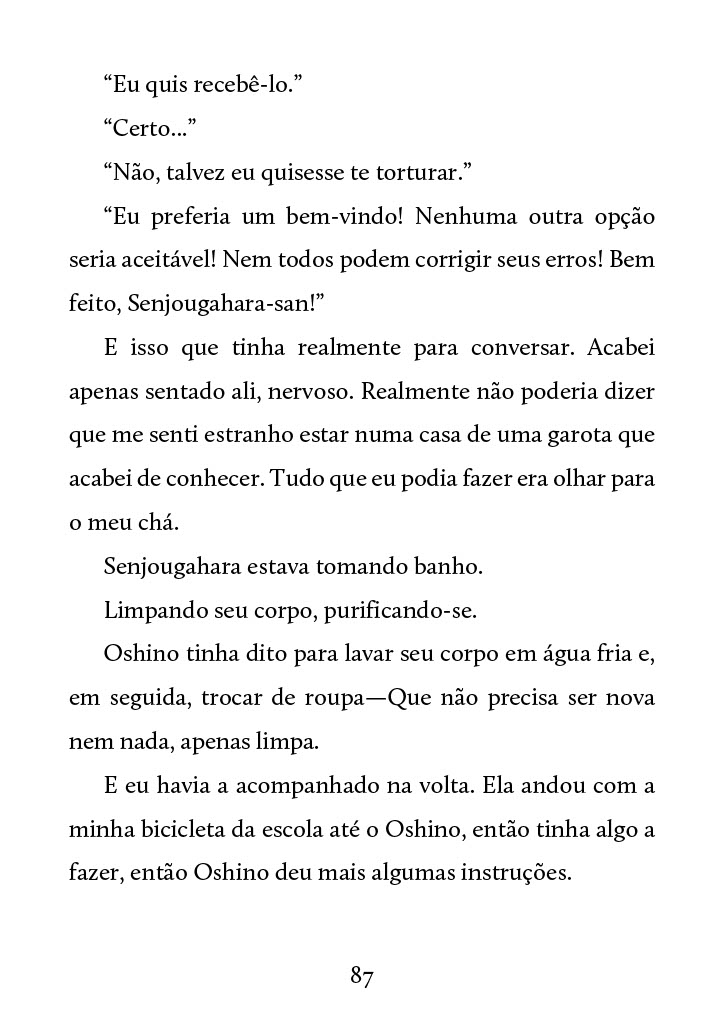 “Eu quis recebê-lo.”
“Certo...”
“Não, talvez eu quisesse te torturar.”
“Eu preferia um bem-vindo! Nenhuma outra opção
seria aceitável! Nem todos podem corrigir seus erros! Bem
feito, Senjougahara-san!”
E isso que tinha realmente para conversar. Acabei
apenas sentado ali, nervoso. Realmente não poderia dizer
que me senti estranho estar numa casa de uma garota que
acabei de conhecer. Tudo que eu podia fazer era olhar para
o meu chá.
Senjougahara estava tomando banho.
Limpando seu corpo, purificando-se.
Oshino tinha dito para lavar seu corpo em água fria e,
em seguida, trocar de roupa—Que não precisa ser nova
nem nada, apenas limpa.
E eu havia a acompanhado na volta. Ela andou com a
minha bicicleta da escola até o Oshino, então tinha algo a
fazer, então Oshino deu mais algumas instruções.
87